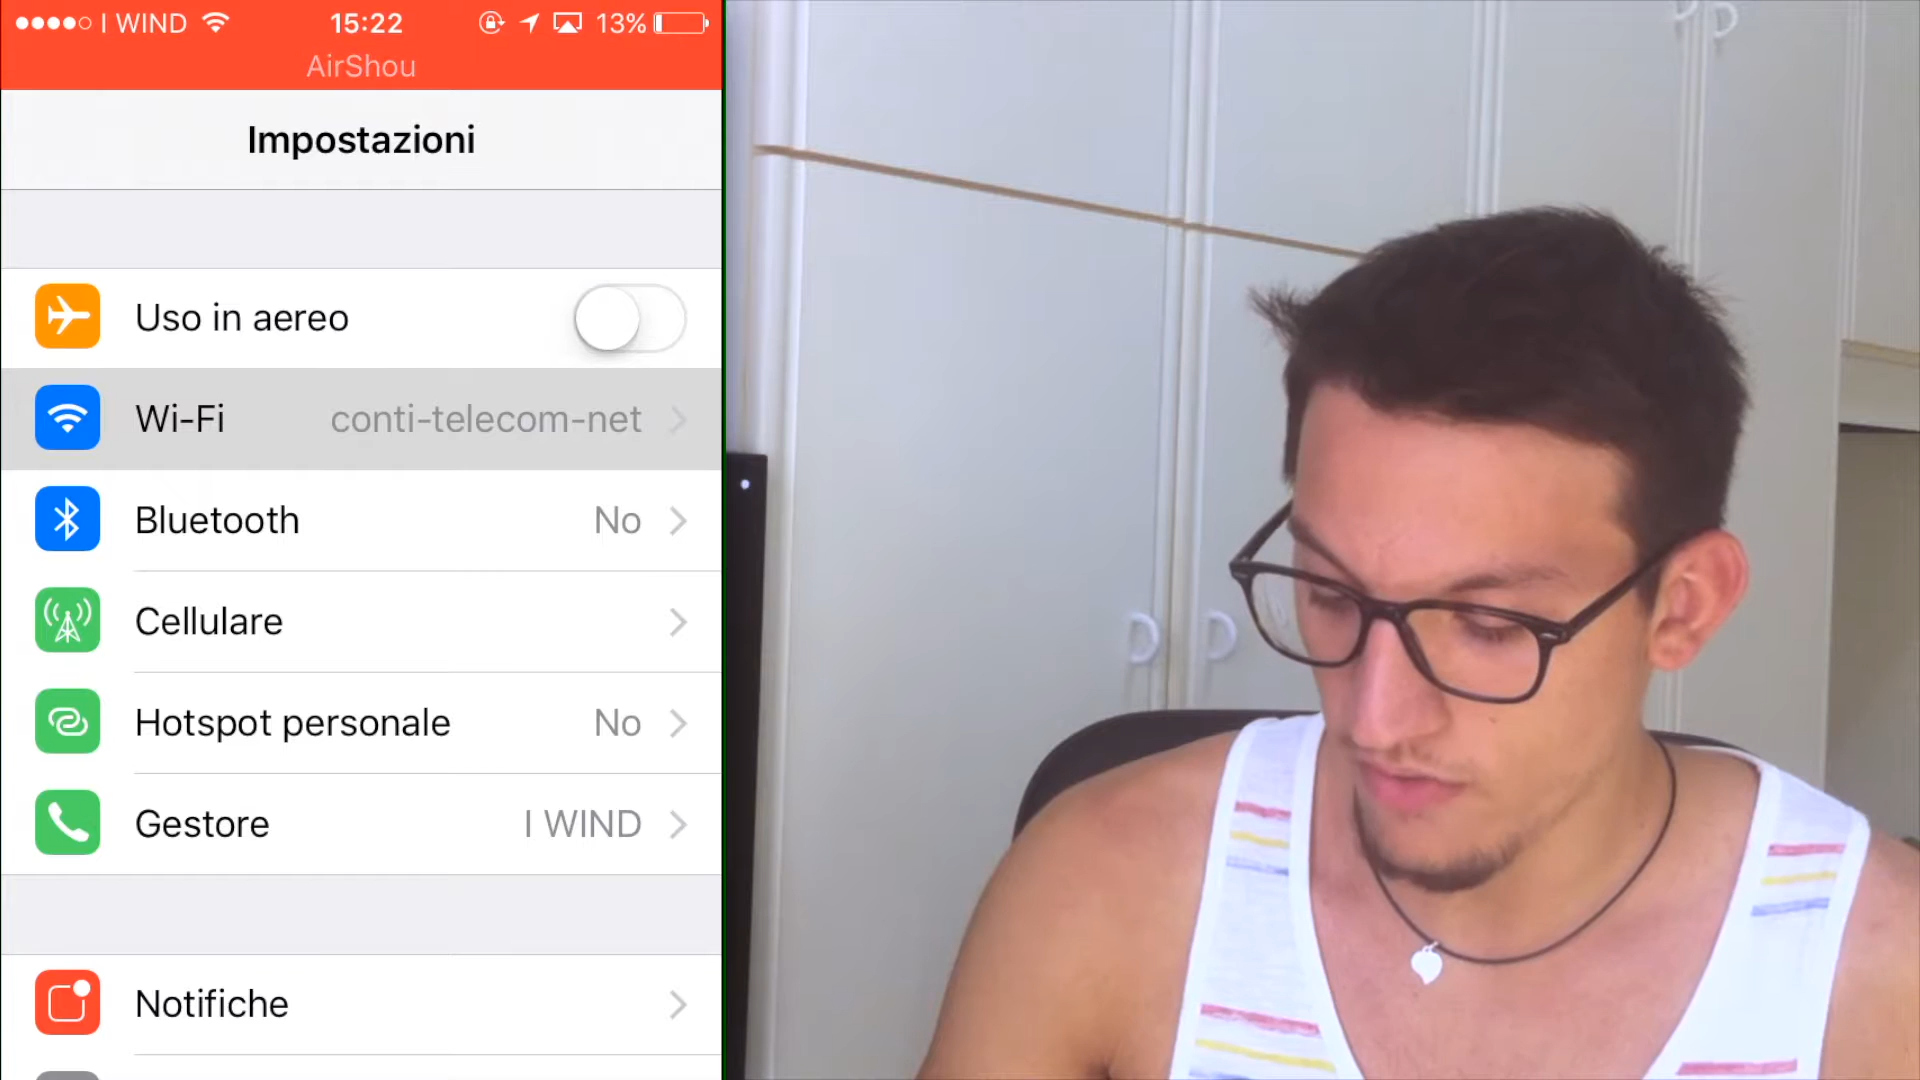 I WIND 15:22 13%
AirShou
Impostazioni
Uso in aereo
Wi-Fi conti-telecom-net
Bluetooth No
Cellulare
Hotspot personale No
Gestore I WIND
Notifiche